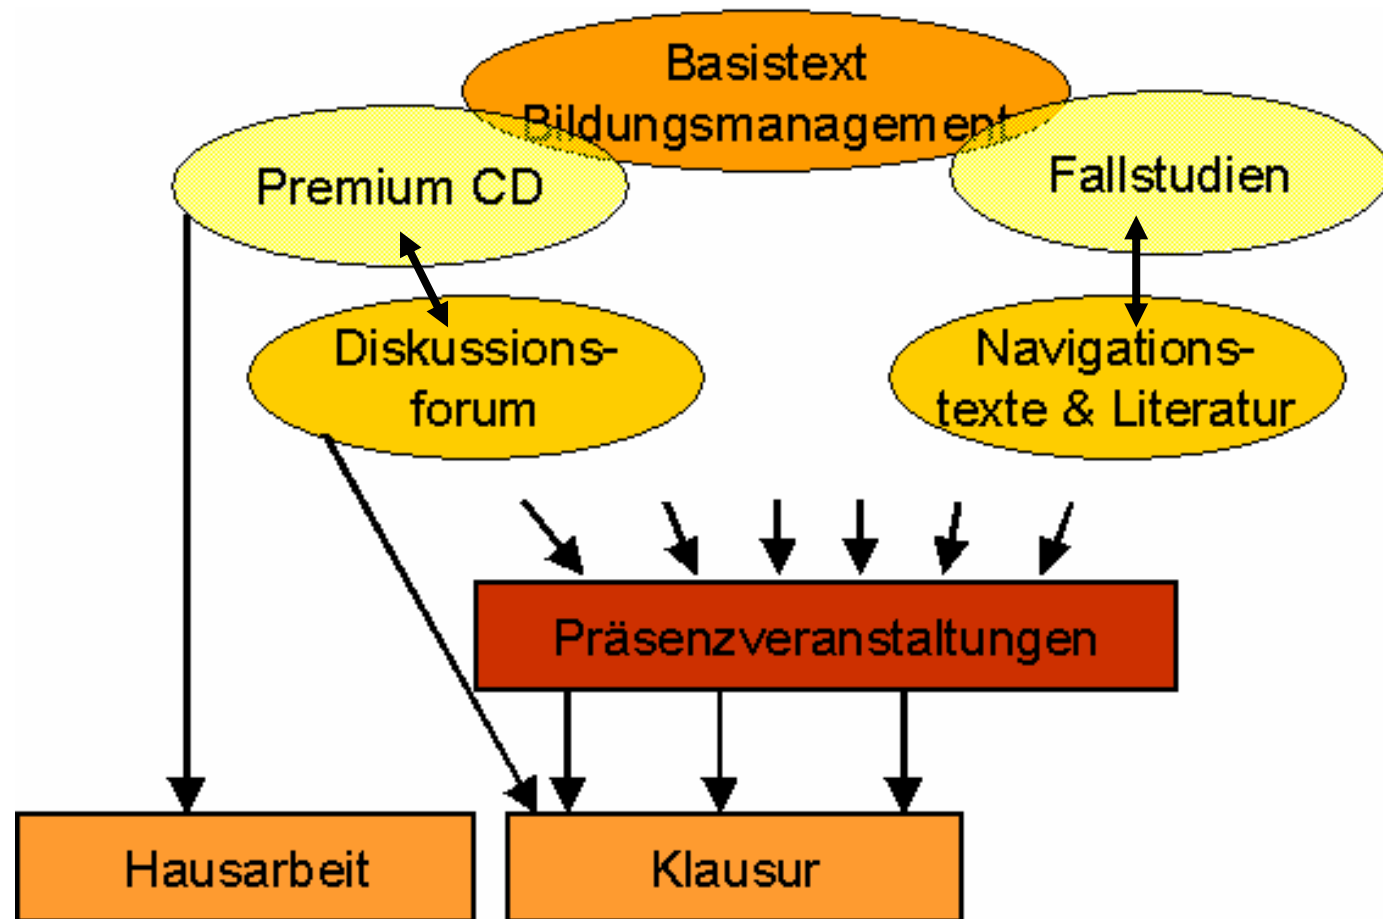 Basistext
Bildungsmanagement
Premium CD
Fallstudien
Diskussions-
forum
Navigations-
texte & Literatur
Präsenzveranstaltungen
Hausarbeit
Klausur